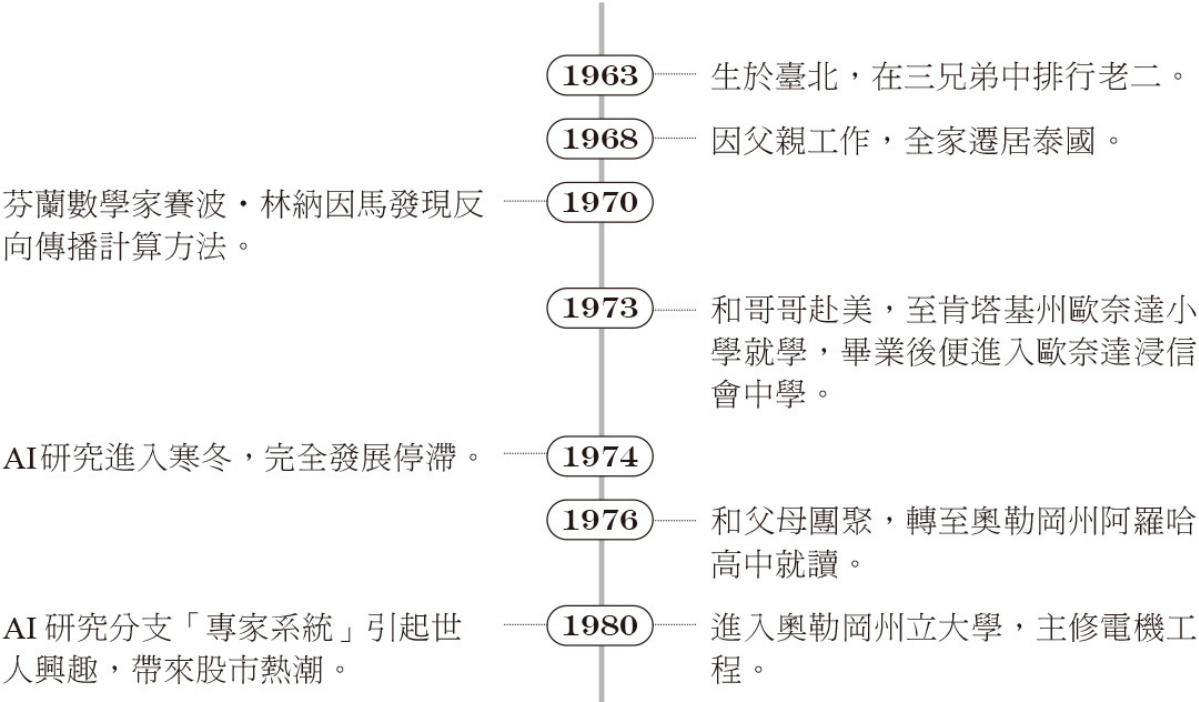 1963
生於臺北，在三兄弟中排行老二。
1968
因父親工作，全家遷居泰國。
1970
芬蘭數學家賽波・林納因馬發現反
向傳播計算方法。
1973
和哥哥赴美，至肯塔基州歐奈達小
學就學，畢業後便進入歐奈達浸信
會中學。
1974
AI研究進入寒冬，完全發展停滯。
1976
和父母團聚，轉至奧勒岡州阿羅哈
高中就讀。
1980
AI 研究分支「專家系統」引起世
人興趣，帶來股市熱潮。
進入奧勒岡州立大學，主修電機工
程。